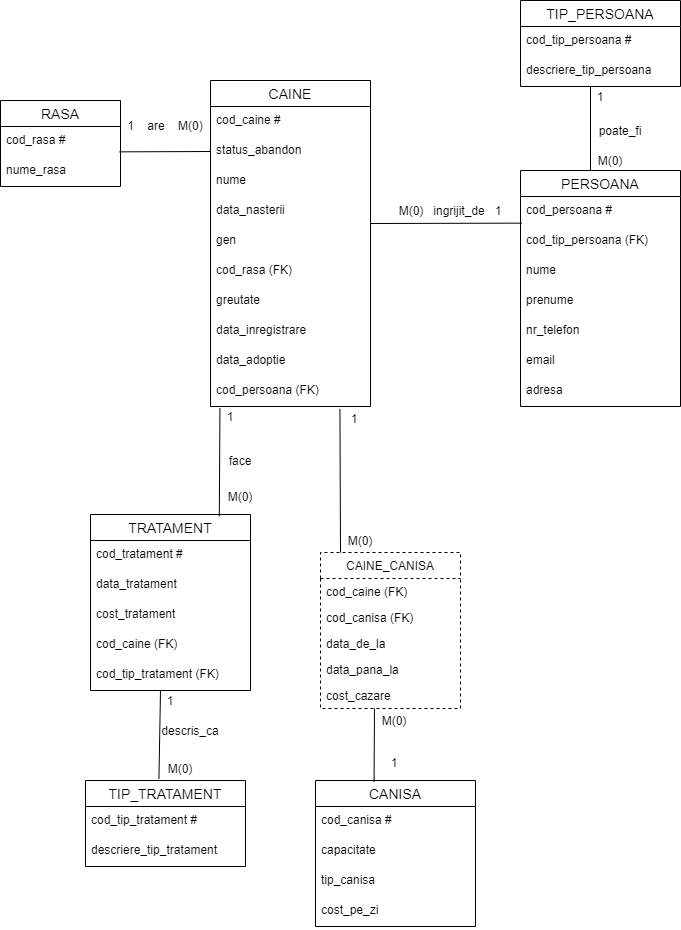 TIP_PERSOANA
cod_tip_persoana #
descriere_tip_persoana
1
poate_fi
M(0)
RASA
cod_rasa #
nume_rasa
1 are M(0)
CAINE
cod_caine #
status_abandon
nume
data_nasterii
gen
cod_rasa (FK)
greutate
data_inregistrare
data_adoptie
cod_persoana (FK)
M(0) ingrijit_de 1
PERSOANA
cod_persoana #
cod_tip_persoana (FK)
nume
prenume
nr_telefon
email
adresa
1
face
M(0)
1
M(0)
TRATAMENT
cod_tratament #
data_tratament
cost_tratament
cod_caine (FK)
cod_tip_tratament (FK)
CAINE_CANISA
cod_caine (FK)
cod_canisa (FK)
data_de_la
data_pana_la
cost_cazare
1
descris_ca
M(0)
M(0)
1
TIP_TRATAMENT
cod_tip_tratament #
descriere_tip_tratament
CANISA
cod_canisa #
capacitate
tip_canisa
cost_pe_zi